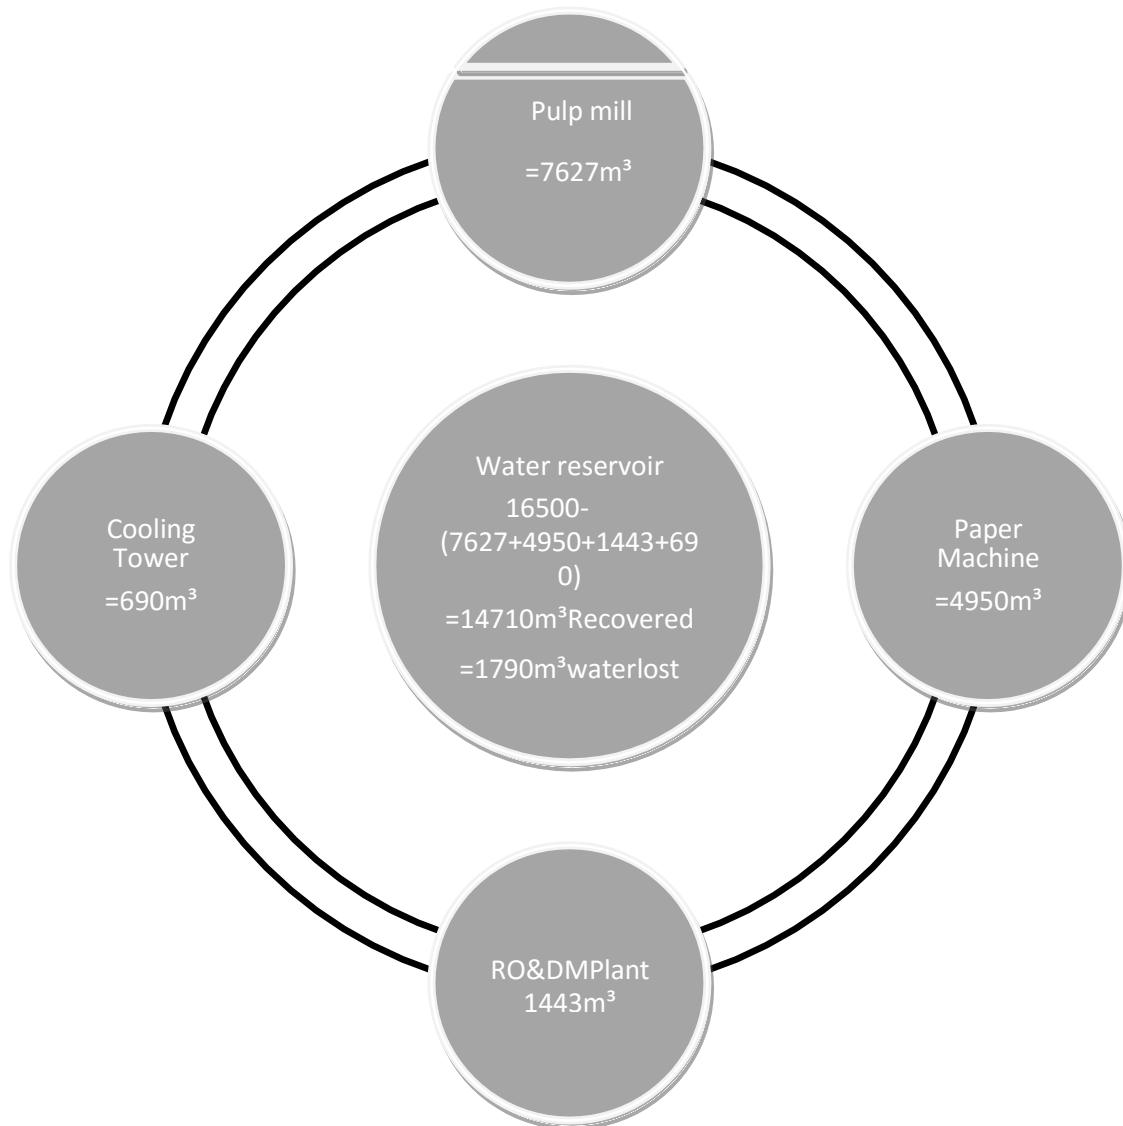 Pulp mill
=7627m³
Water reservoir
16500-
(7627+4950+1443+69
0)
=14710m³Recovered
=1790m³waterlost
Cooling
Tower
=690m³
Paper
Machine
=4950m³
RO&DMPlant
1443m³